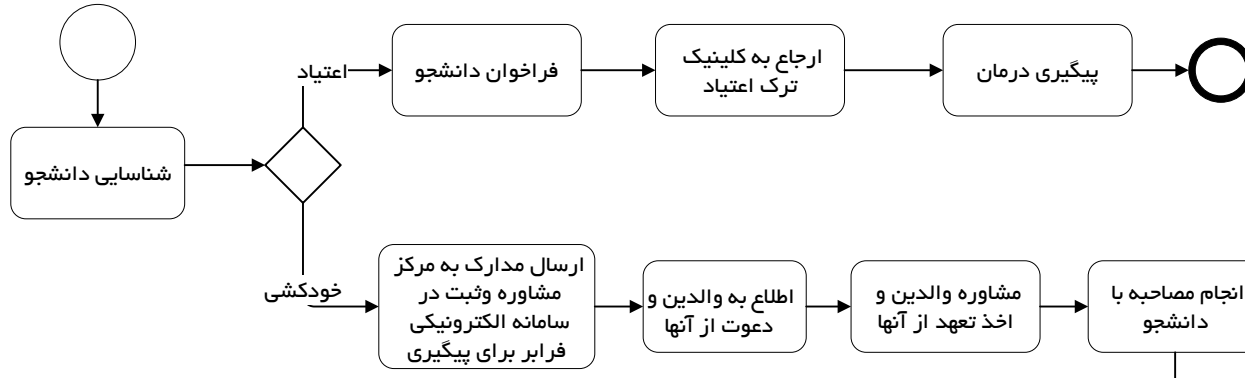 اعتیاد
فراخوان دانشجو
ارجاع به کلینیک
ترک اعتیاد
پیگیری درمان
شناسایی دانشجو
خودکشی
ارسال مدارک به مرکز
مشاوره وثبت در
سامانه الکترونیکی
فرابر برای پیگیری
اطلاع به والدین و
دعوت از آنها
مشاوره والدین و
اخذ تعهد از آنها
انجام مصاحبه با
دانشجو